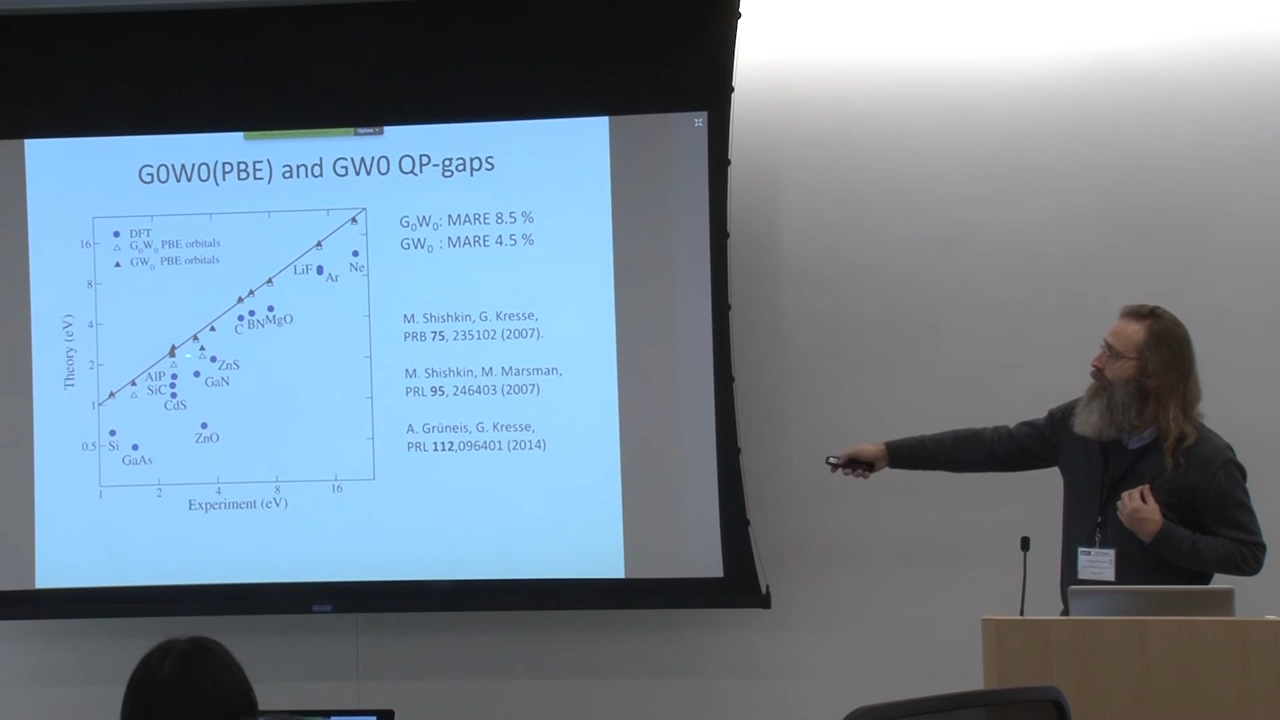 Options
G0W0(PBE) and GW0 QP-gaps
DFT
G₀W₀ PBE orbitals
GW₀ PBE orbitals
16
8
4
2
1
0.5
Theory (eV)
LiF
Ar
Ne
C
BN
MgO
ZnS
AlP
GaN
SiC
CdS
Si
ZnO
GaAs
1
2
4
8
16
Experiment (eV)
G₀W₀: MARE 8.5 %
GW₀ : MARE 4.5 %
M. Shishkin, G. Kresse,
PRB 75, 235102 (2007).
M. Shishkin, M. Marsman,
PRL 95, 246403 (2007)
A. Grüneis, G. Kresse,
PRL 112,096401 (2014)